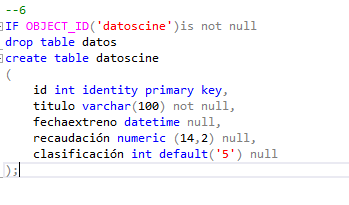 --6
IF OBJECT_ID('datoscine')is not null
drop table datos
create table datoscine
(
id int identity primary key,
titulo varchar(100) not null,
fechaextreno datetime null,
recaudación numeric (14,2) null,
clasificación int default('5') null
);